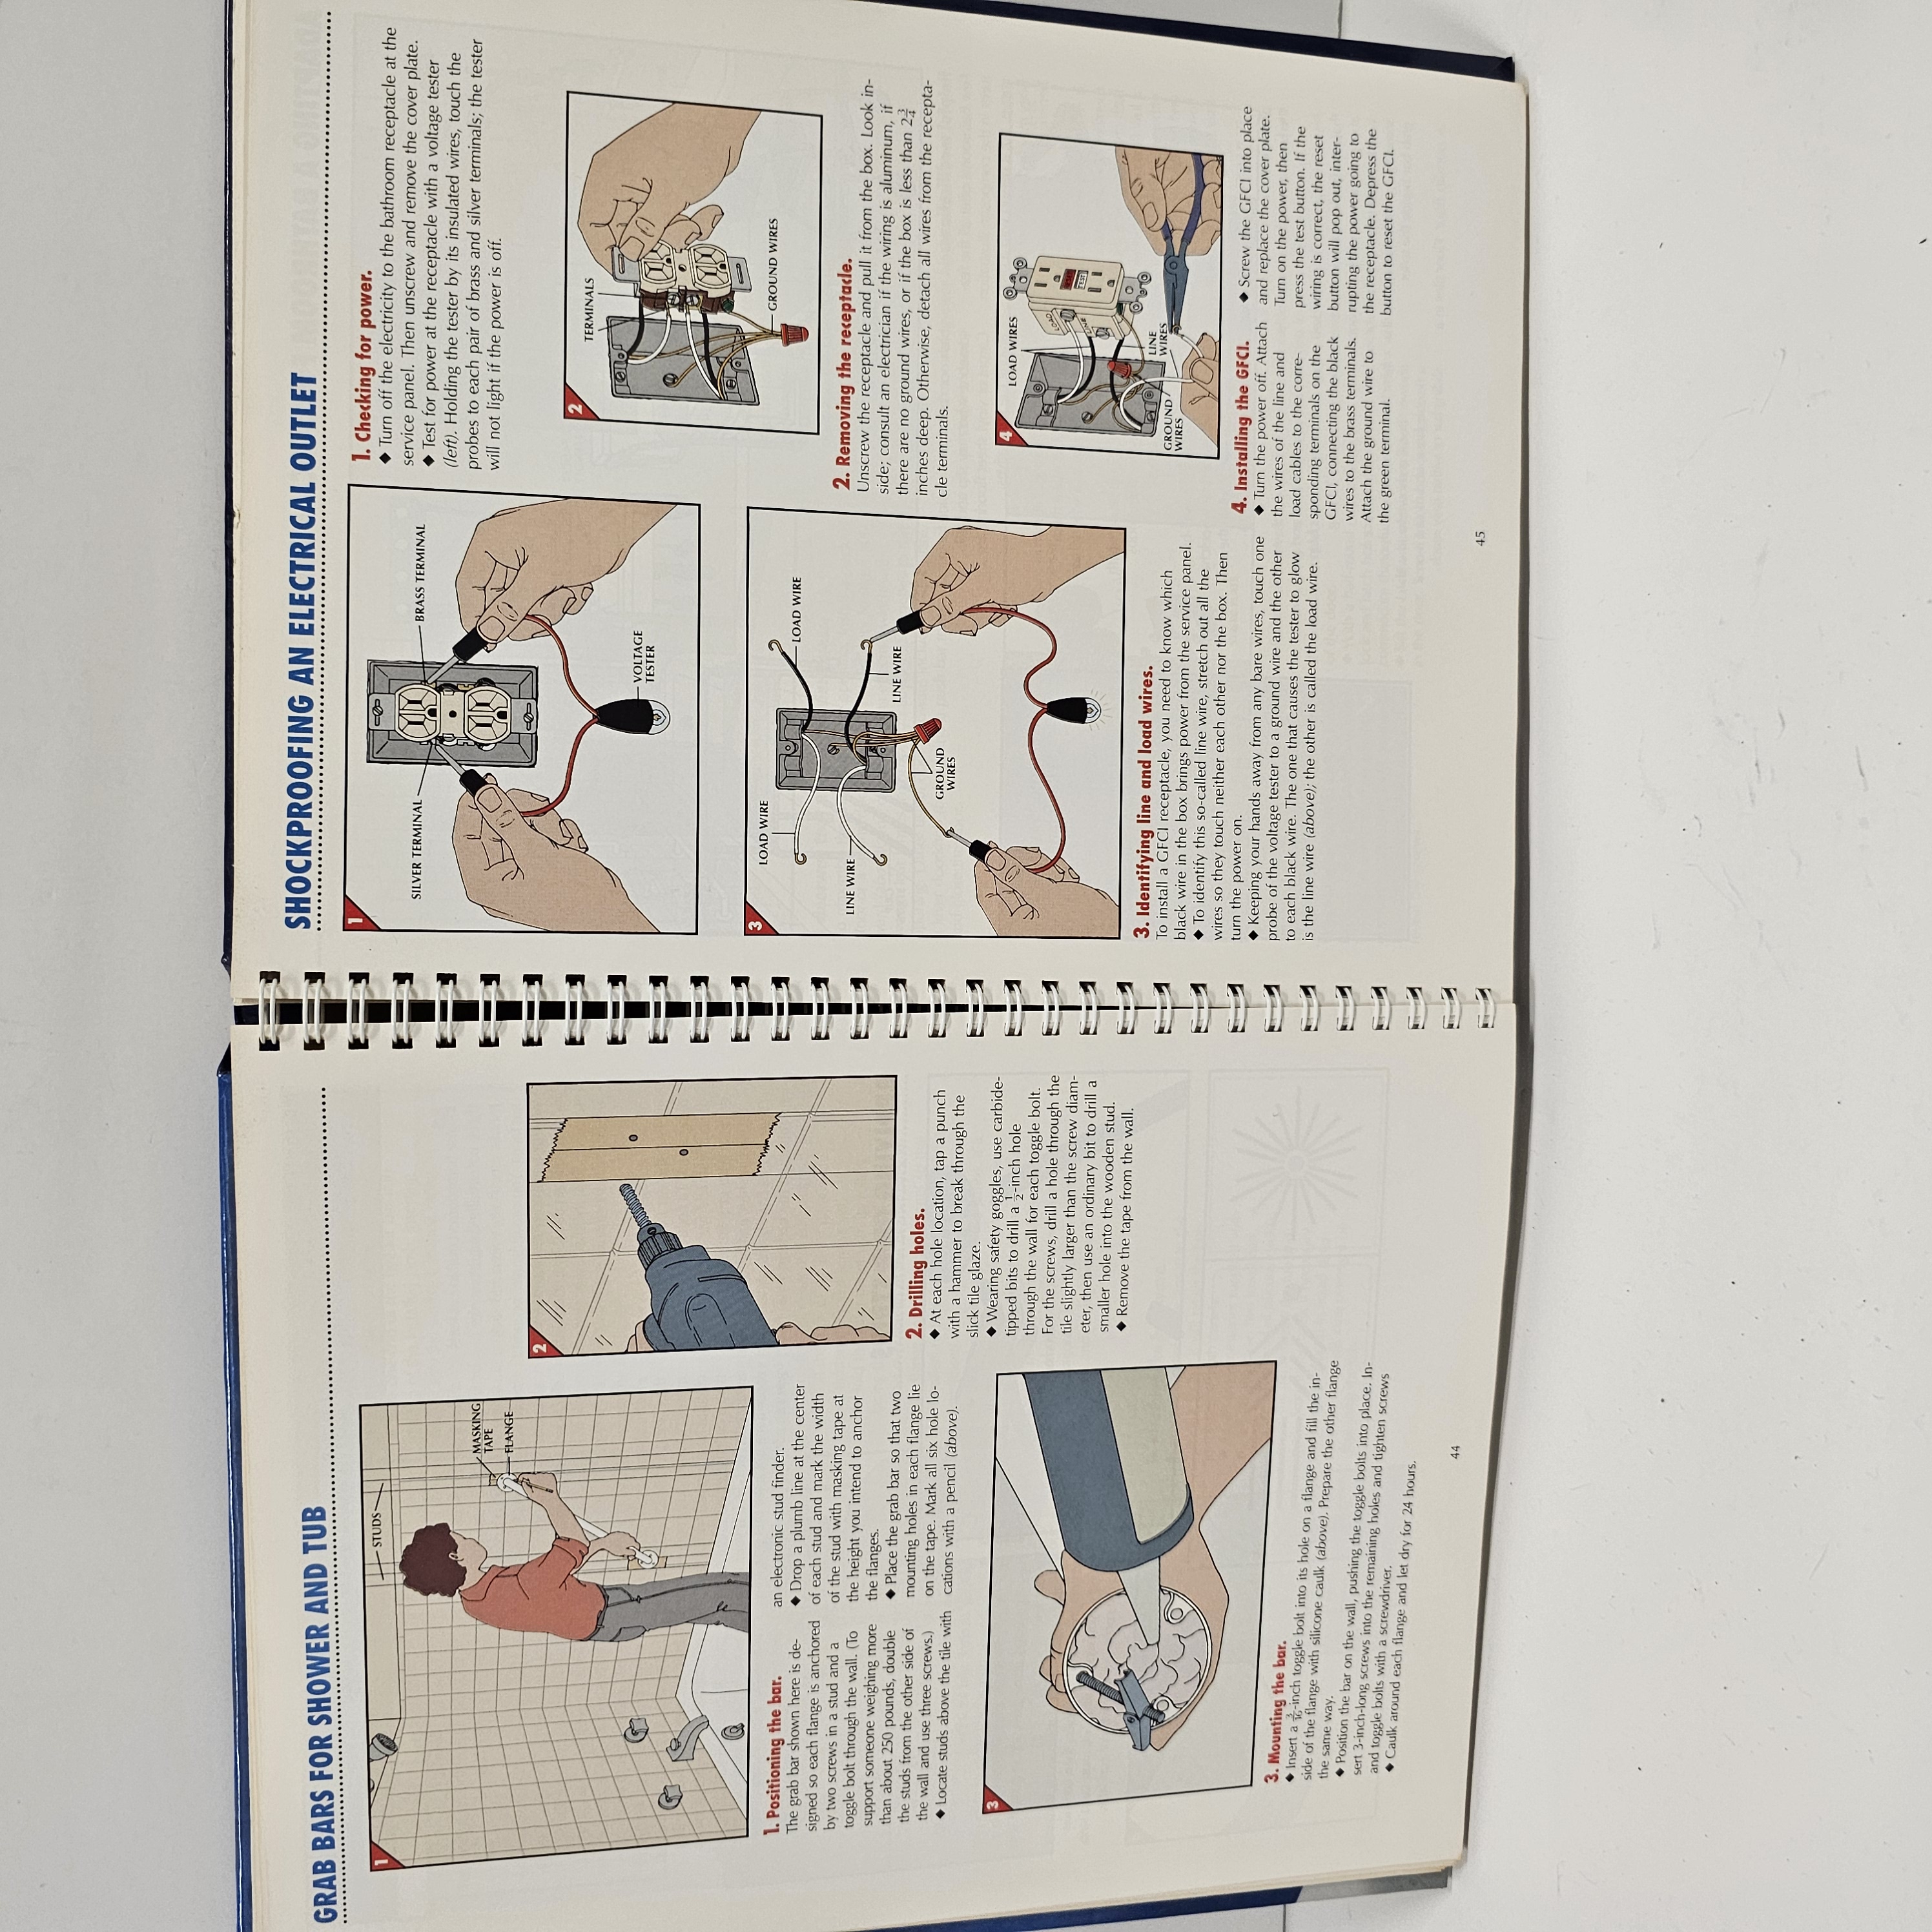 GRAB BARS FOR SHOWER AND TUB
1
STUDS
MASKING
TAPE
FLANGE
1. Positioning the bar.
The grab bar shown here is de-
signed so each flange is anchored
by two screws in a stud and a
toggle bolt through the wall. (To
support someone weighing more
than about 250 pounds, double
the studs from the other side of
the wall and use three screws.)
◆ Locate studs above the tile with
an electronic stud finder.
◆ Drop a plumb line at the center
of each stud and mark the width
of the stud with masking tape at
the height you intend to anchor
the flanges.
◆ Place the grab bar so that two
mounting holes in each flange lie
on the tape. Mark all six hole lo-
cations with a pencil (above).
2
2. Drilling holes.
◆ At each hole location, tap a punch
with a hammer to break through the
slick tile glaze.
◆ Wearing safety goggles, use carbide-
tipped bits to drill a 1/2-inch hole
through the wall for each toggle bolt.
For the screws, drill a hole through the
tile slightly larger than the screw diam-
eter, then use an ordinary bit to drill a
smaller hole into the wooden stud.
◆ Remove the tape from the wall.
3
3. Mounting the bar.
◆ Insert a 3/16-inch toggle bolt into its hole on a flange and fill the in-
side of the flange with silicone caulk (above). Prepare the other flange
the same way.
◆ Position the bar on the wall, pushing the toggle bolts into place. In-
sert 3-inch-long screws into the remaining holes and tighten screws
and toggle bolts with a screwdriver.
◆ Caulk around each flange and let dry for 24 hours.
44
SHOCKPROOFING AN ELECTRICAL OUTLET
1
SILVER TERMINAL
BRASS TERMINAL
VOLTAGE
TESTER
1. Checking for power.
◆ Turn off the electricity to the bathroom receptacle at the
service panel. Then unscrew and remove the cover plate.
◆ Test for power at the receptacle with a voltage tester
(left). Holding the tester by its insulated wires, touch the
probes to each pair of brass and silver terminals; the tester
will not light if the power is off.
2
TERMINALS
GROUND WIRES
2. Removing the receptacle.
Unscrew the receptacle and pull it from the box. Look in-
side; consult an electrician if the wiring is aluminum, if
there are no ground wires, or if the box is less than 2 3/4
inches deep. Otherwise, detach all wires from the recepta-
cle terminals.
3
LOAD WIRE
LOAD WIRE
LINE WIRE
LINE WIRE
GROUND
WIRES
3. Identifying line and load wires.
To install a GFCI receptacle, you need to know which
black wire in the box brings power from the service panel.
◆ To identify this so-called line wire, stretch out all the
wires so they touch neither each other nor the box. Then
turn the power on.
◆ Keeping your hands away from any bare wires, touch one
probe of the voltage tester to a ground wire and the other
to each black wire. The one that causes the tester to glow
is the line wire (above); the other is called the load wire.
4
LOAD WIRES
LOAD
LINE
TEST
LINE
WIRES
GROUND
WIRES
4. Installing the GFCI.
◆ Turn the power off. Attach
the wires of the line and
load cables to the corre-
sponding terminals on the
GFCI, connecting the black
wires to the brass terminals.
Attach the ground wire to
the green terminal.
◆ Screw the GFCI into place
and replace the cover plate.
Turn on the power, then
press the test button. If the
wiring is correct, the reset
button will pop out, inter-
rupting the power going to
the receptacle. Depress the
button to reset the GFCI.
45